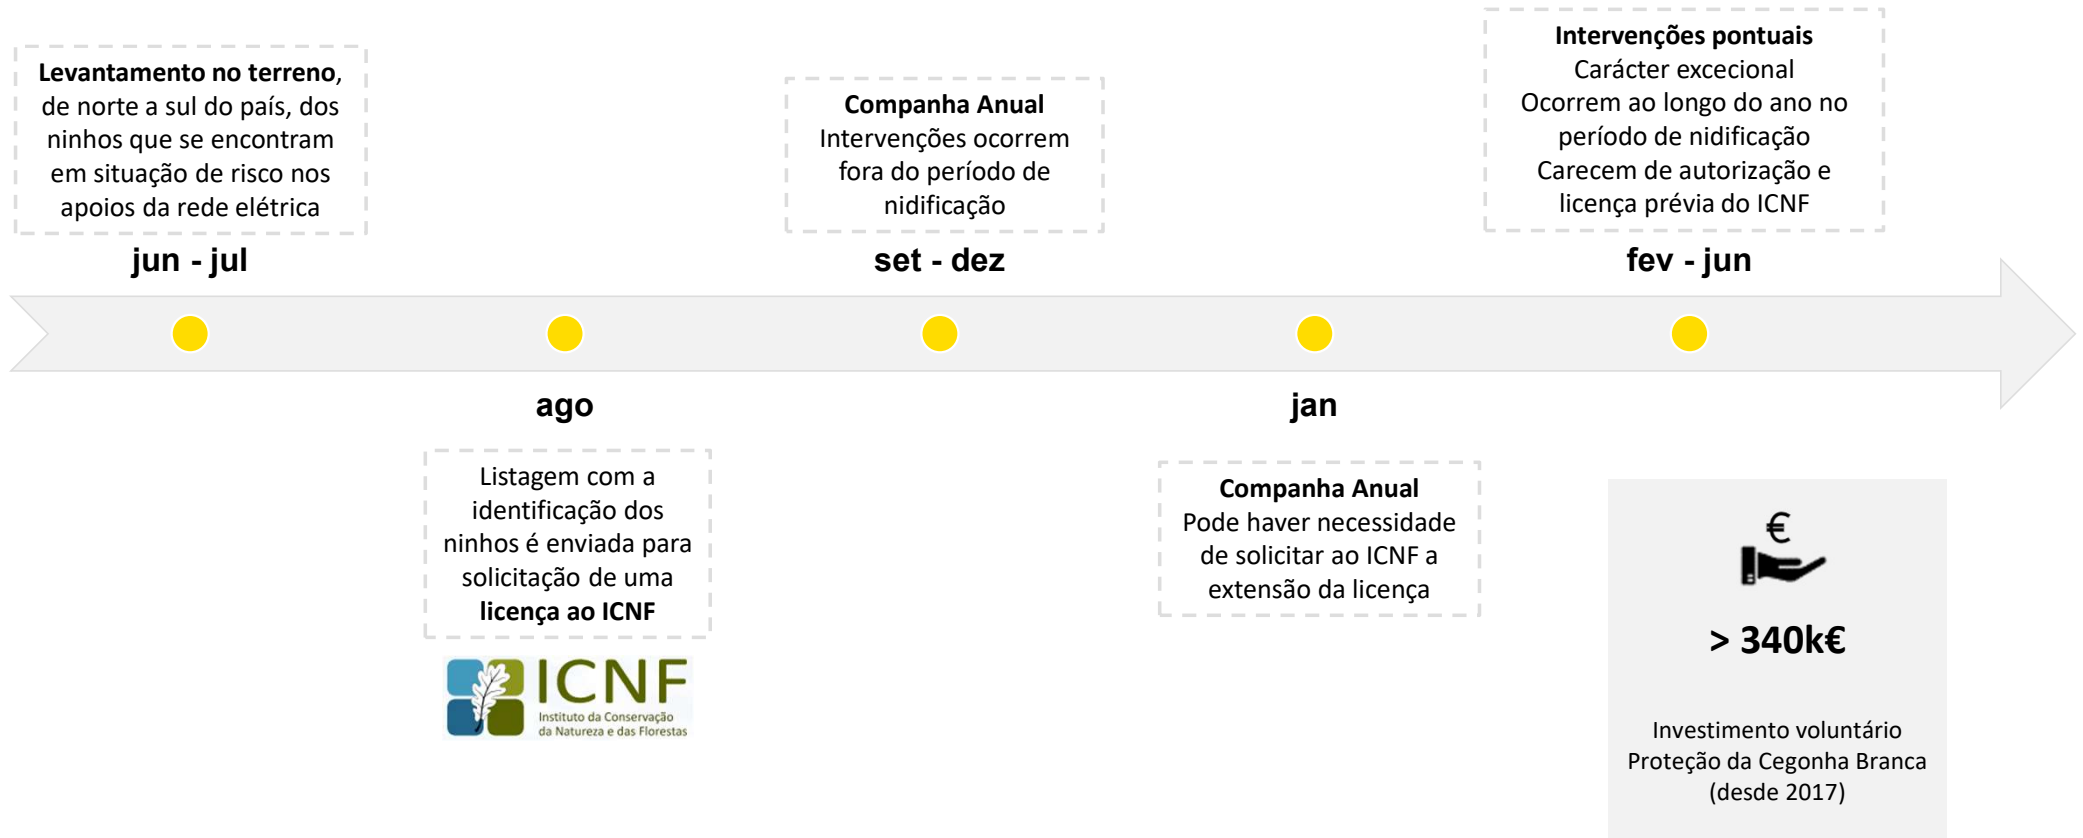 Levantamento no terreno,
de norte a sul do país, dos
ninhos que se encontram
em situação de risco nos
apoios da rede elétrica
jun - jul
ago
Listagem com a
identificação dos
ninhos é enviada para
solicitação de uma
licença ao ICNF
ICNF
Instituto da Conservação
da Natureza e das Florestas
Companha Anual
Intervenções ocorrem
fora do período de
nidificação
set - dez
jan
Companha Anual
Pode haver necessidade
de solicitar ao ICNF a
extensão da licença
Intervenções pontuais
Carácter excecional
Ocorrem ao longo do ano no
período de nidificação
Carecem de autorização e
licença prévia do ICNF
fev - jun
€
> 340k€
Investimento voluntário
Proteção da Cegonha Branca
(desde 2017)